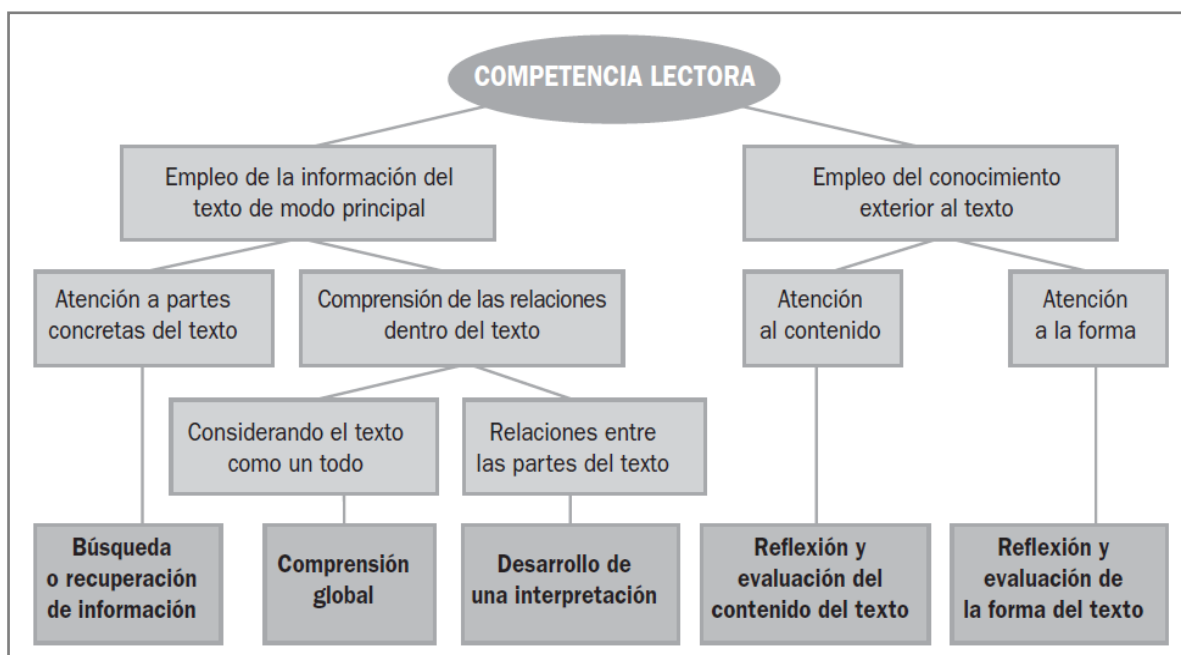 COMPETENCIA LECTORA
Empleo de la información del
texto de modo principal
Empleo del conocimiento
exterior al texto
Atención a partes
concretas del texto
Comprensión de las relaciones
dentro del texto
Atención
al contenido
Atención
a la forma
Considerando el texto
como un todo
Relaciones entre
las partes del texto
Búsqueda
o recuperación
de información
Comprensión
global
Desarrollo de
una interpretación
Reflexión y
evaluación del
contenido del texto
Reflexión y
evaluación de
la forma del texto